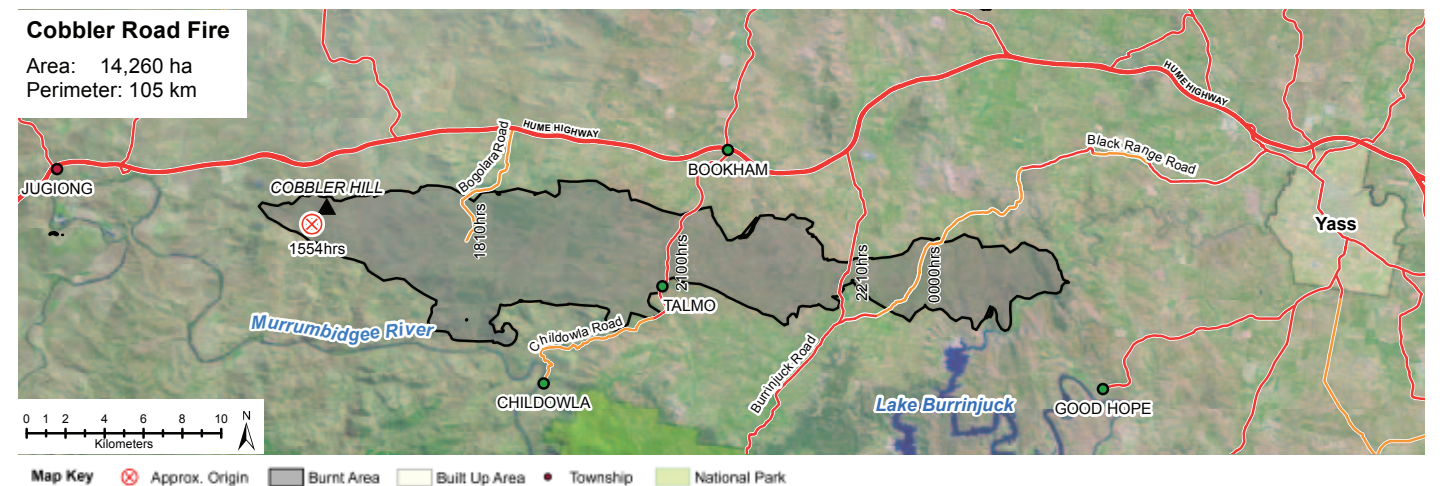 Cobbler Road Fire
Area: 14,260 ha
Perimeter: 105 km
HUME HIGHWAY
HUME HIGHWAY
Bogolara Road
Black Range Road
BOOKHAM
JUGIONG
COBBLER HILL
1554hrs
1810hrs
2100hrs
2210hrs
0000hrs
Yass
TALMO
Murrumbidgee River
Childowla Road
Burrinjuck Road
CHILDOWLA
Lake Burrinjuck
GOOD HOPE
0 1 2 4 6 8 10
Kilometers
N
Map Key Approx. Origin Burnt Area Built Up Area Township National Park